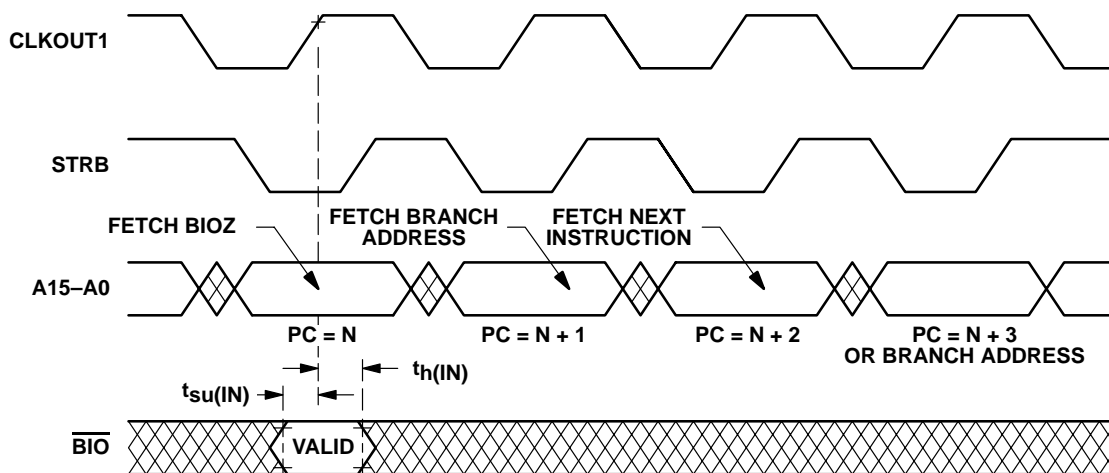 CLKOUT1
STRB
FETCH BIOZ
FETCH BRANCH
ADDRESS
FETCH NEXT
INSTRUCTION
A15–A0
PC = N
PC = N + 1
PC = N + 2
PC = N + 3
OR BRANCH ADDRESS
tsu(IN)
th(IN)
BIO
VALID